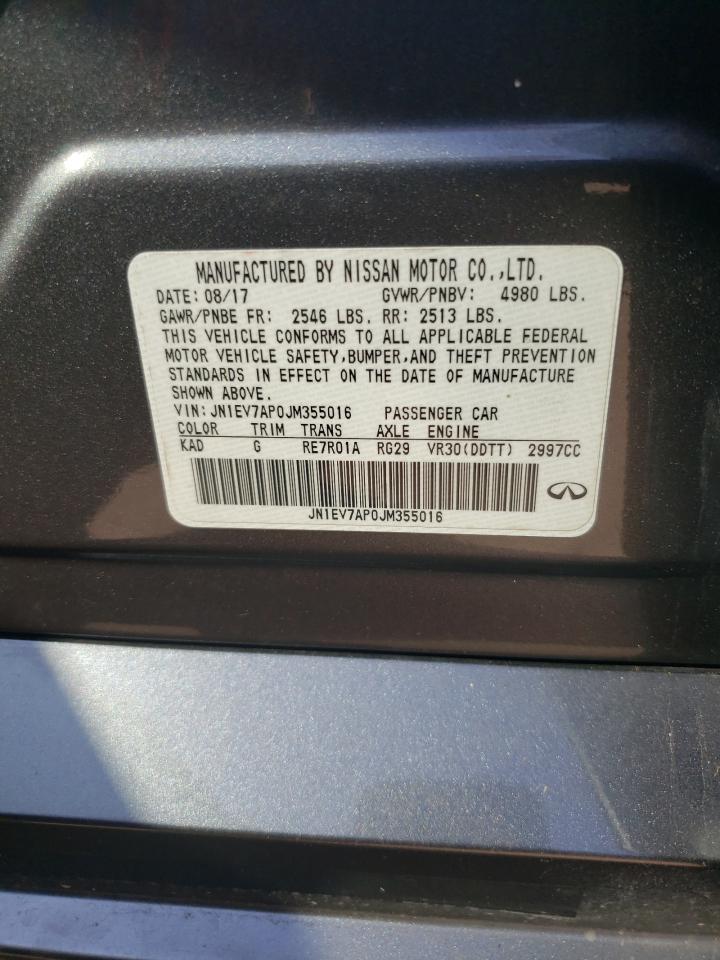 MANUFACTURED BY NISSAN MOTOR CO.,LTD.
DATE:08/17 GVWR/PNBV: 4980 LBS.
GAWR/PNBE FR: 2546 LBS. RR: 2513 LBS.
THIS VEHICLE CONFORMS TO ALL APPLICABLE FEDERAL
MOTOR VEHICLE SAFETY,BUMPER,AND THEFT PREVENTION
STANDARDS IN EFFECT ON THE DATE OF MANUFACTURE
SHOWN ABOVE.
VIN:JN1EV7AP0JM355016 PASSENGER CAR
COLOR TRIM TRANS AXLE ENGINE
KAD G RE7R01A RG29 VR30(DDTT) 2997CC
JN1EV7AP0JM355016